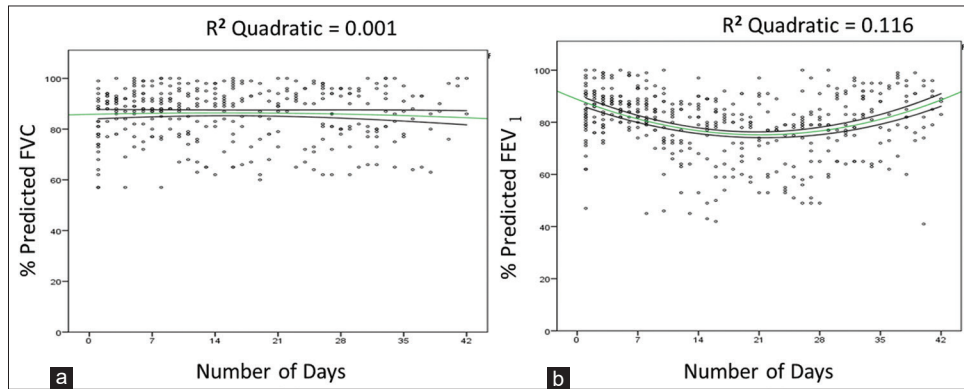 R² Quadratic = 0.001
100
80
60
40
20
0
% Predicted FVC
0 7 14 21 28 35 42
Number of Days
a
R² Quadratic = 0.116
100
80
60
40
20
0
% Predicted FEV 1
0 7 14 21 28 35 42
Number of Days
b